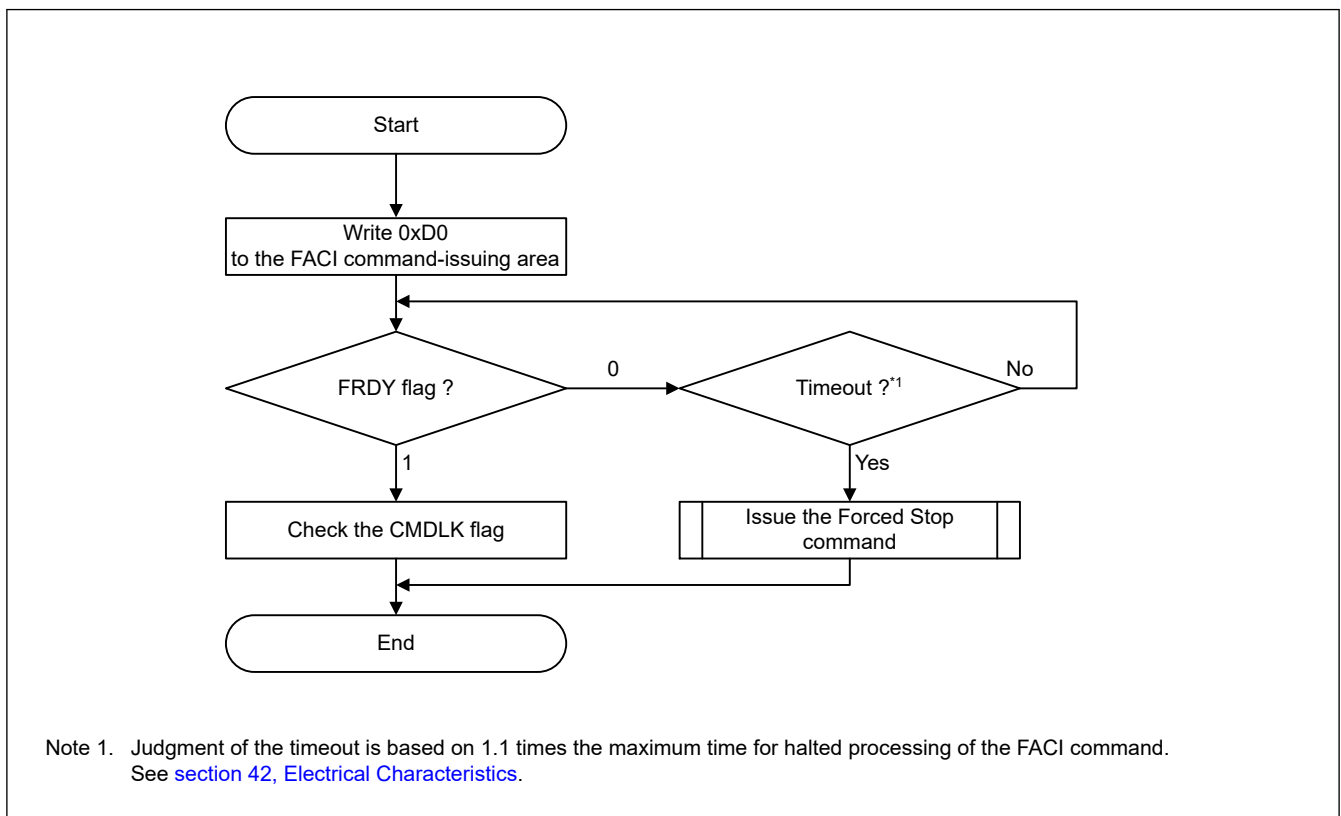 Start
Write 0xD0
to the FACI command-issuing area
FRDY flag ?
0
Timeout ?*1
No
1
Yes
Check the CMDLK flag
Issue the Forced Stop
command
End
Note 1. Judgment of the timeout is based on 1.1 times the maximum time for halted processing of the FACI command.
See section 42, Electrical Characteristics.